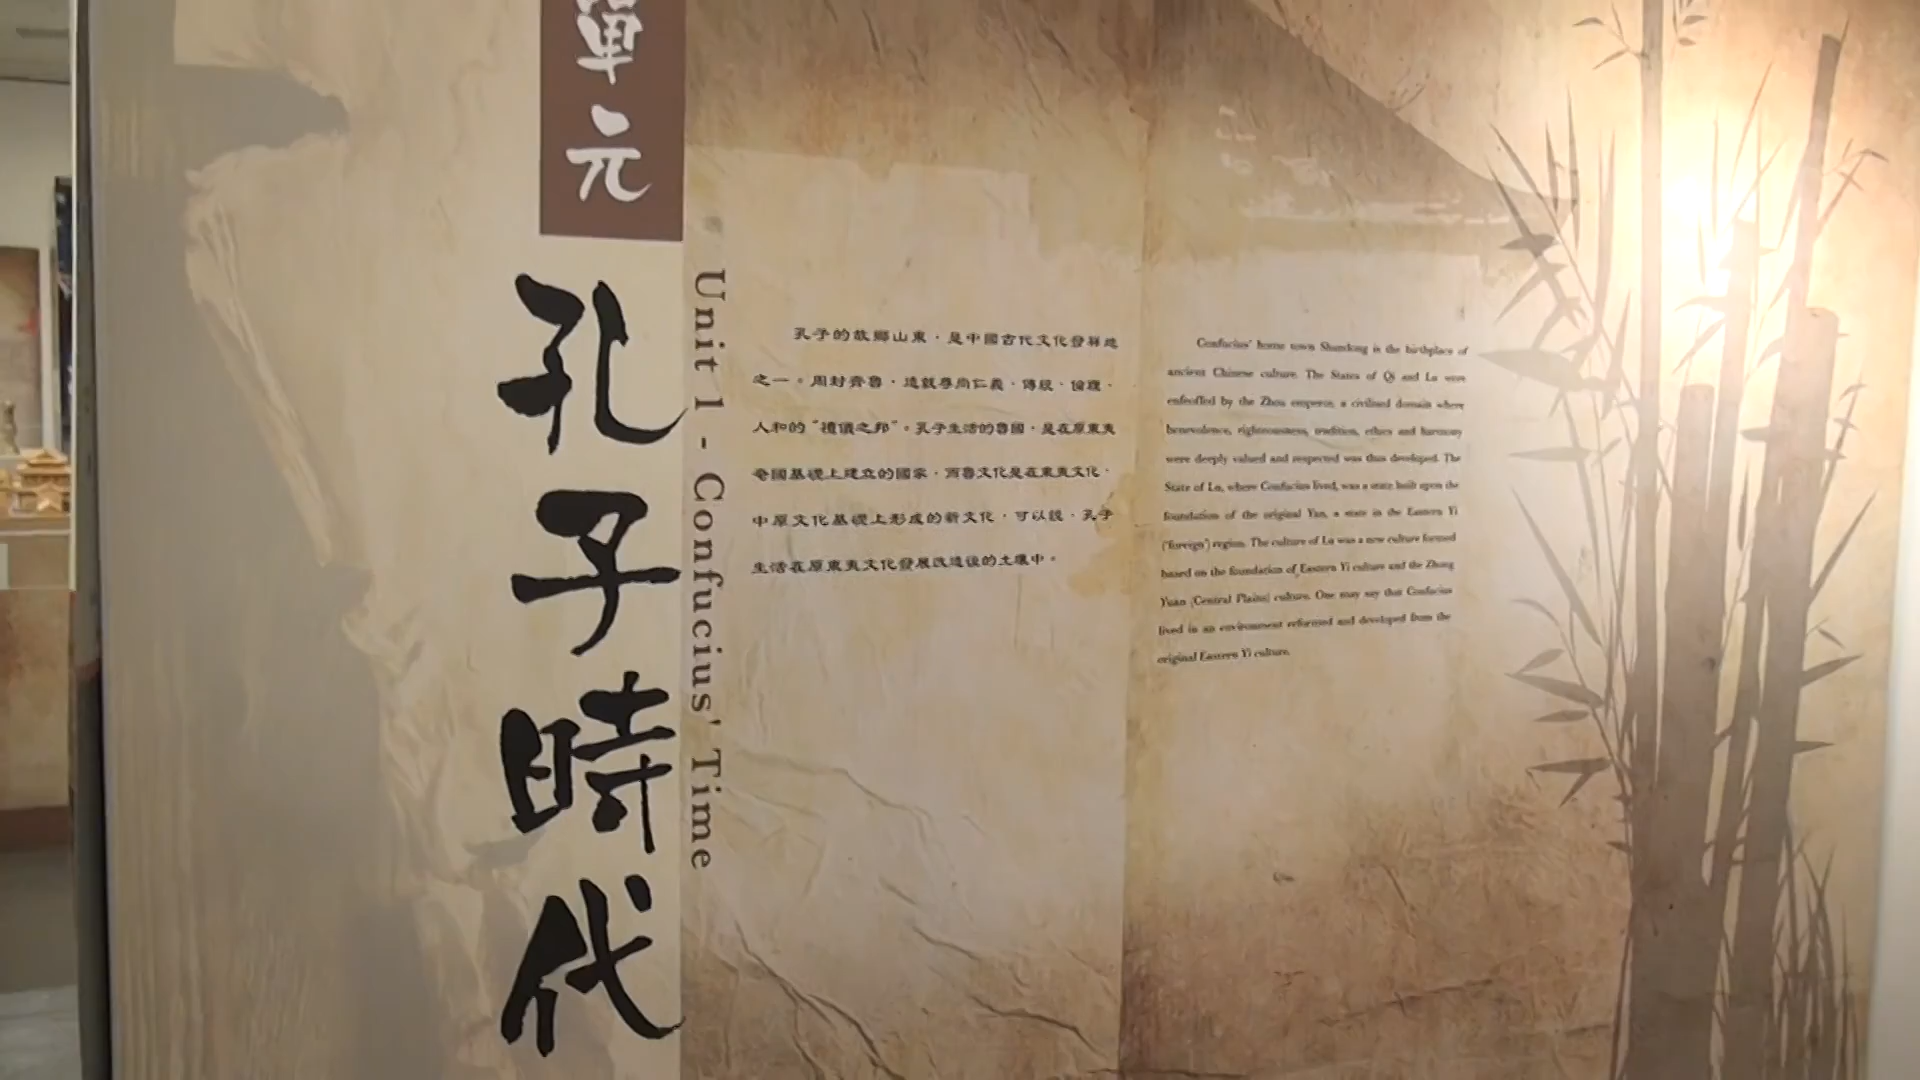 單元
孔子時代
Unit 1 - Confucius' Time
孔子的故鄉山東，是中國古代文化發祥地
之一。周封齊魯，造就尊尚仁義、傳統、倫理、
人和的“禮儀之邦”。孔子生活的魯國，是在原東夷
奄國基礎上建立的國家，而魯文化是在東夷文化、
中原文化基礎上形成的新文化，可以說，孔子
生活在原東夷文化發展改造後的土壤中。
Confucius' home town Shandong is the birthplace of
ancient Chinese culture. The States of Qi and Lu were
enfeoffed by the Zhou emperor, a civilised domain where
benevolence, righteousness, tradition, ethics and harmony
were deeply valued and respected was thus developed. The
State of Lu, where Confucius lived, was a state built upon the
foundation of the original Yan, a state in the Eastern Yi
('foreign') region. The culture of Lu was a new culture formed
based on the foundation of Eastern Yi culture and the Zhong
Yuan (Central Plains) culture. One may say that Confucius
lived in an environment reformed and developed from the
original Eastern Yi culture.